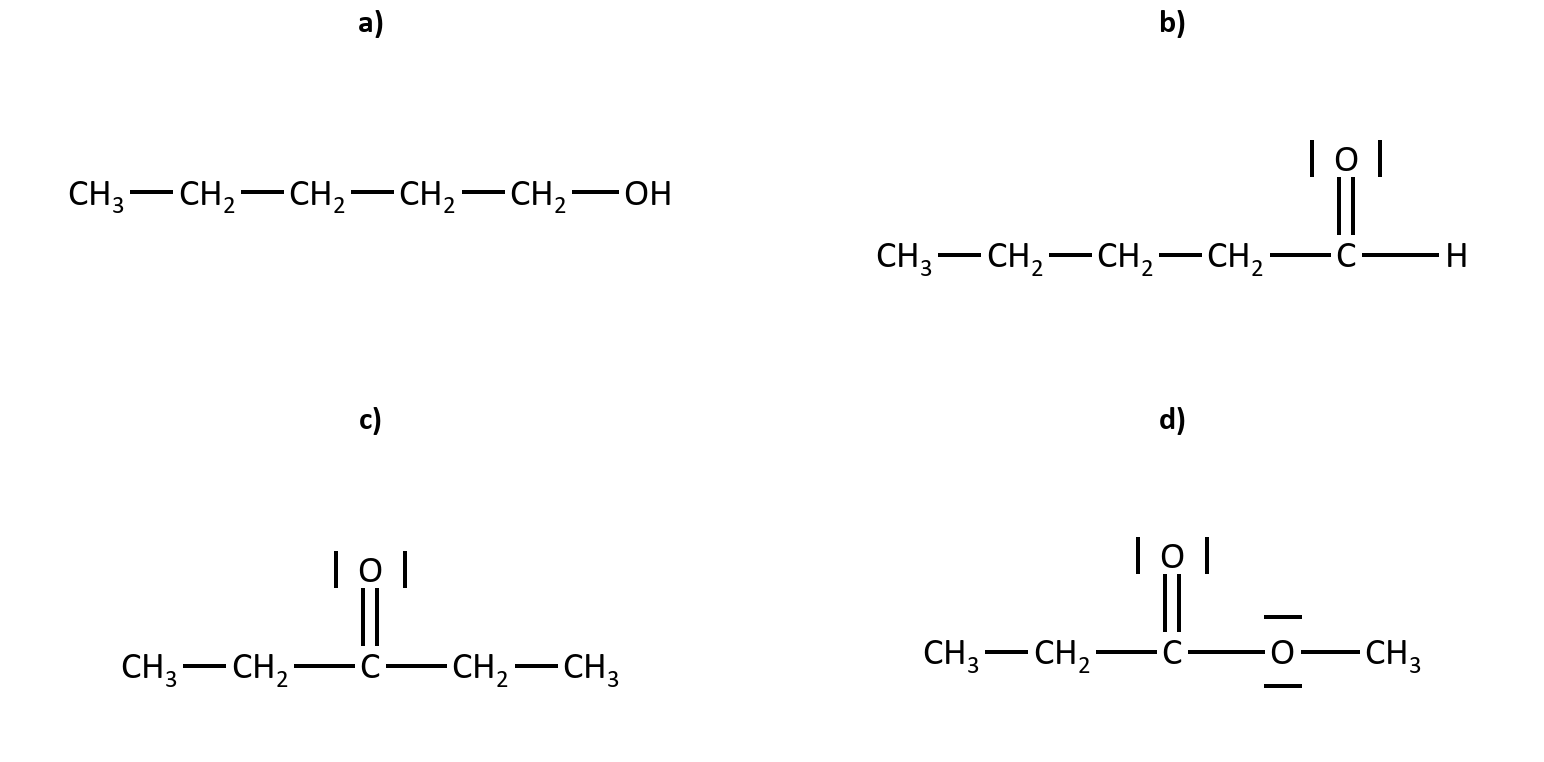 a)
CH₃—CH₂—CH₂—CH₂—CH₂—OH
b)
| O |
CH₃—CH₂—CH₂—CH₂—C—H
c)
| O |
CH₃—CH₂—C—CH₂—CH₃
d)
| O |
CH₃—CH₂—C—O—CH₃